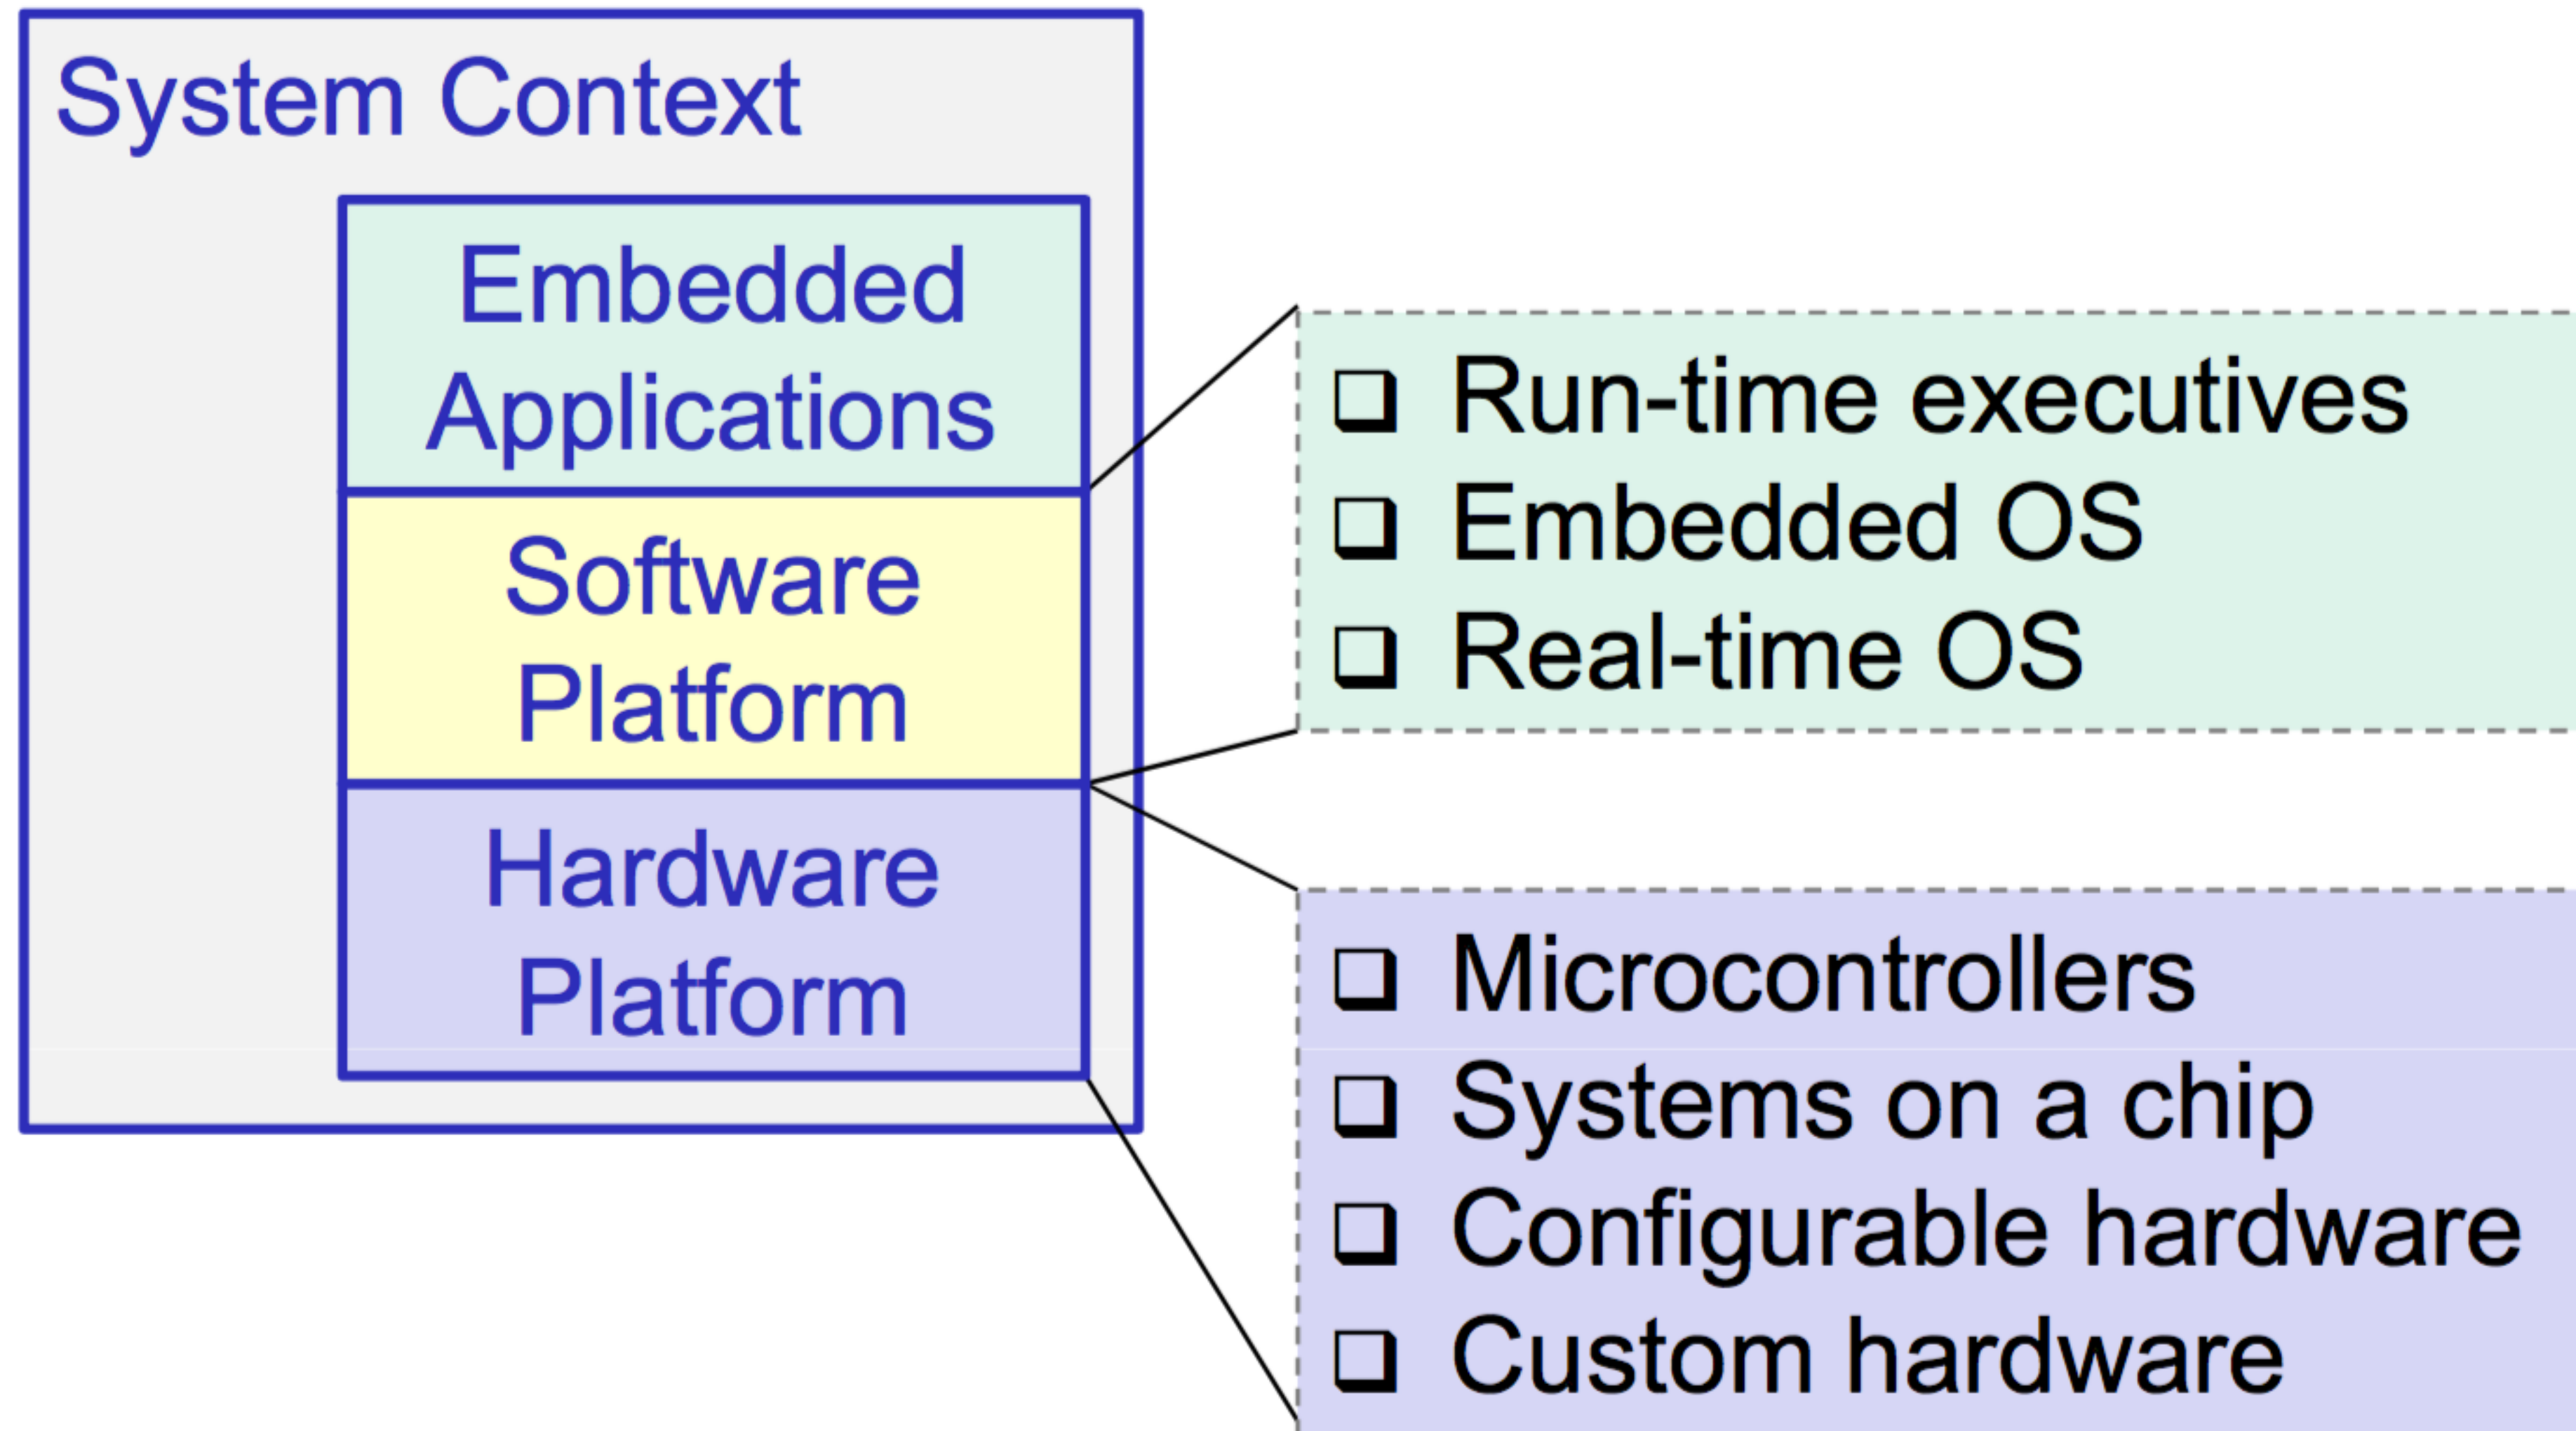 System Context
Embedded
Applications
Software
Platform
Hardware
Platform
❑ Run-time executives
❑ Embedded OS
❑ Real-time OS
❑ Microcontrollers
❑ Systems on a chip
❑ Configurable hardware
❑ Custom hardware